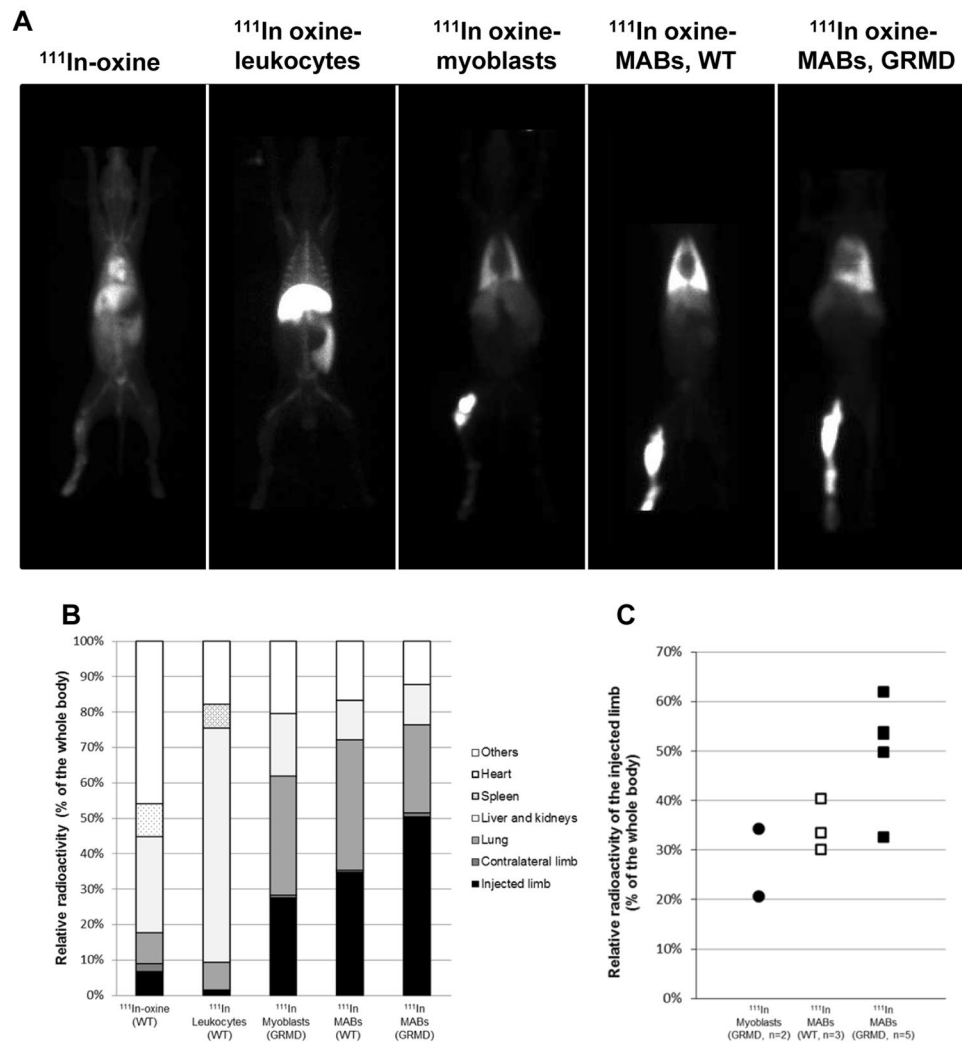 A
¹¹¹In-oxine
¹¹¹In oxine-
leukocytes
¹¹¹In oxine-
myoblasts
¹¹¹In oxine-
MABs, WT
¹¹¹In oxine-
MABs, GRMD
B
Relative radioactivity (% of the whole body)
100%
90%
80%
70%
60%
50%
40%
30%
20%
10%
0%
¹¹¹In-oxine
(WT)
¹¹¹In
Leukocytes
(WT)
¹¹¹In
Myoblasts
(GRMD)
¹¹¹In
MABs
(WT)
¹¹¹In
MABs
(GRMD)
Others
Heart
Spleen
Liver and kidneys
Lung
Contralateral limb
Injected limb
C
Relative radioactivity of the injected limb
(% of the whole body)
70%
60%
50%
40%
30%
20%
10%
0%
¹¹¹In
Myoblasts
(GRMD, n=2)
¹¹¹In
MABs
(WT, n=3)
¹¹¹In
MABs
(GRMD, n=5)